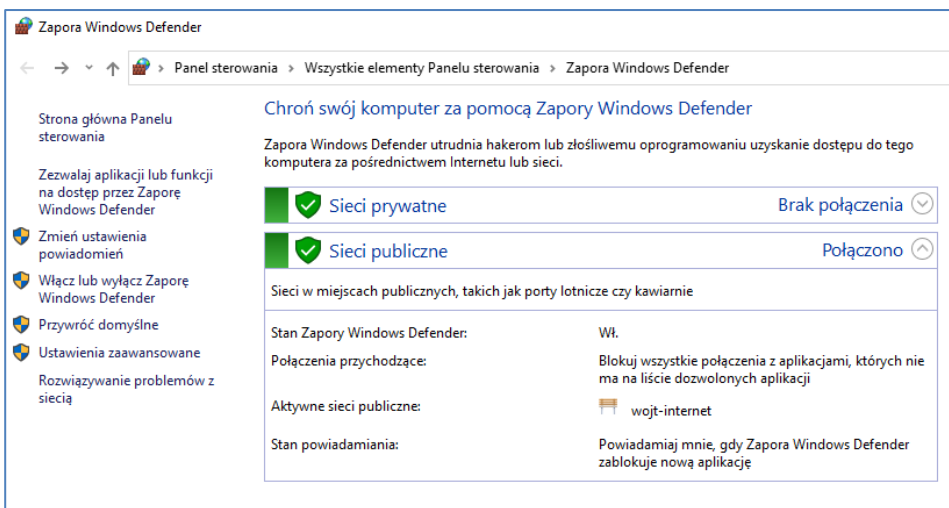 Zapora Windows Defender
Panel sterowania > Wszystkie elementy Panelu sterowania > Zapora Windows Defender
Strona główna Panelu
sterowania
Zezwalaj aplikacji lub funkcji
na dostęp przez Zaporę
Windows Defender
Zmień ustawienia
powiadomień
Włącz lub wyłącz Zaporę
Windows Defender
Przywróć domyślne
Ustawienia zaawansowane
Rozwiązywanie problemów z
siecią
Chroń swój komputer za pomocą Zapory Windows Defender
Zapora Windows Defender utrudnia hakerom lub złośliwemu oprogramowaniu uzyskanie dostępu do tego
komputera za pośrednictwem Internetu lub sieci.
Sieci prywatne Brak połączenia
Sieci publiczne Połączono
Sieci w miejscach publicznych, takich jak porty lotnicze czy kawiarnie
Stan Zapory Windows Defender: Wł.
Połączenia przychodzące: Blokuj wszystkie połączenia z aplikacjami, których nie
ma na liście dozwolonych aplikacji
Aktywne sieci publiczne: wojt-internet
Stan powiadamiania: Powiadamiaj mnie, gdy Zapora Windows Defender
zablokuje nową aplikację